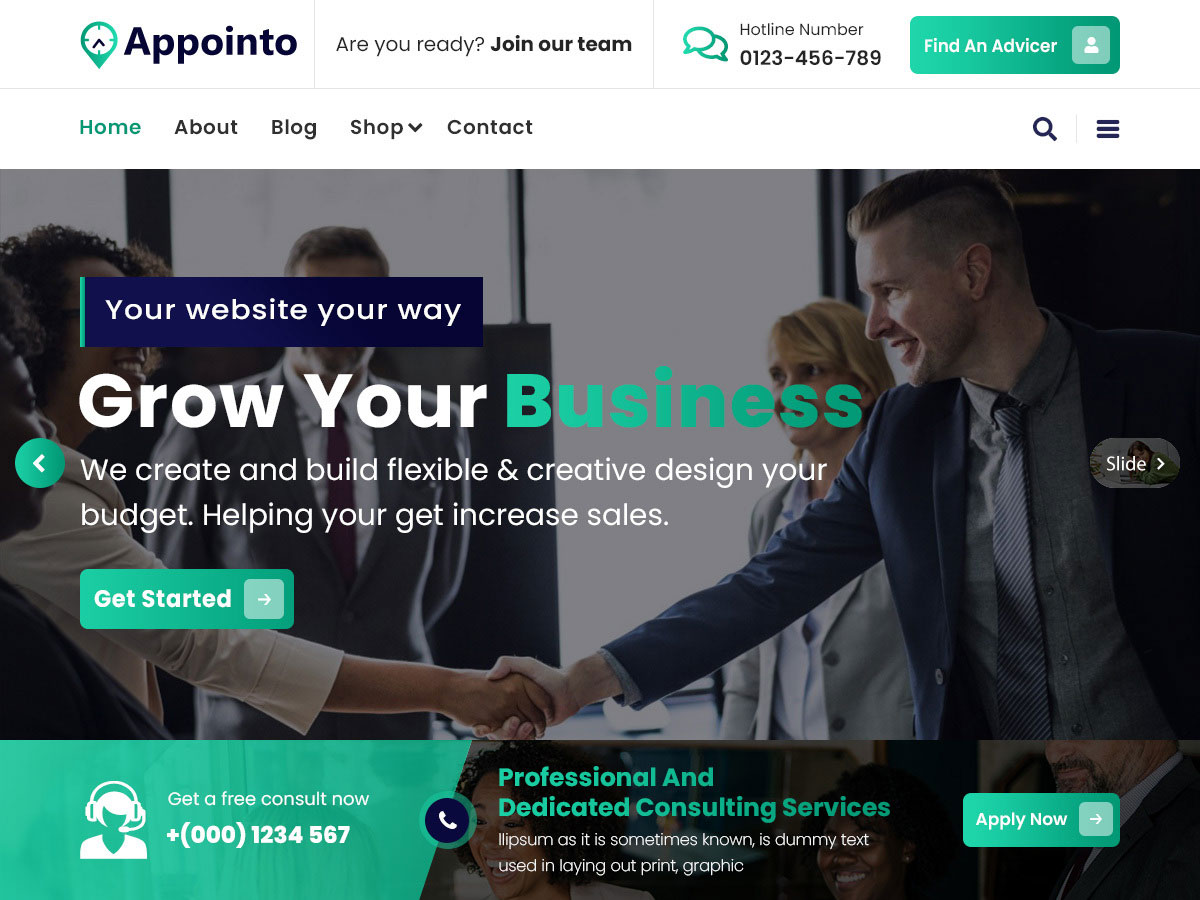 Appointo
Are you ready? Join our team
Hotline Number
0123-456-789
Find An Advicer
Home
About
Blog
Shop
Contact
Your website your way
Grow Your Business
We create and build flexible & creative design your
budget. Helping your get increase sales.
Slide
Get Started
Get a free consult now
+(000) 1234 567
Professional And
Dedicated Consulting Services
llipsum as it is sometimes known, is dummy text
used in laying out print, graphic
Apply Now